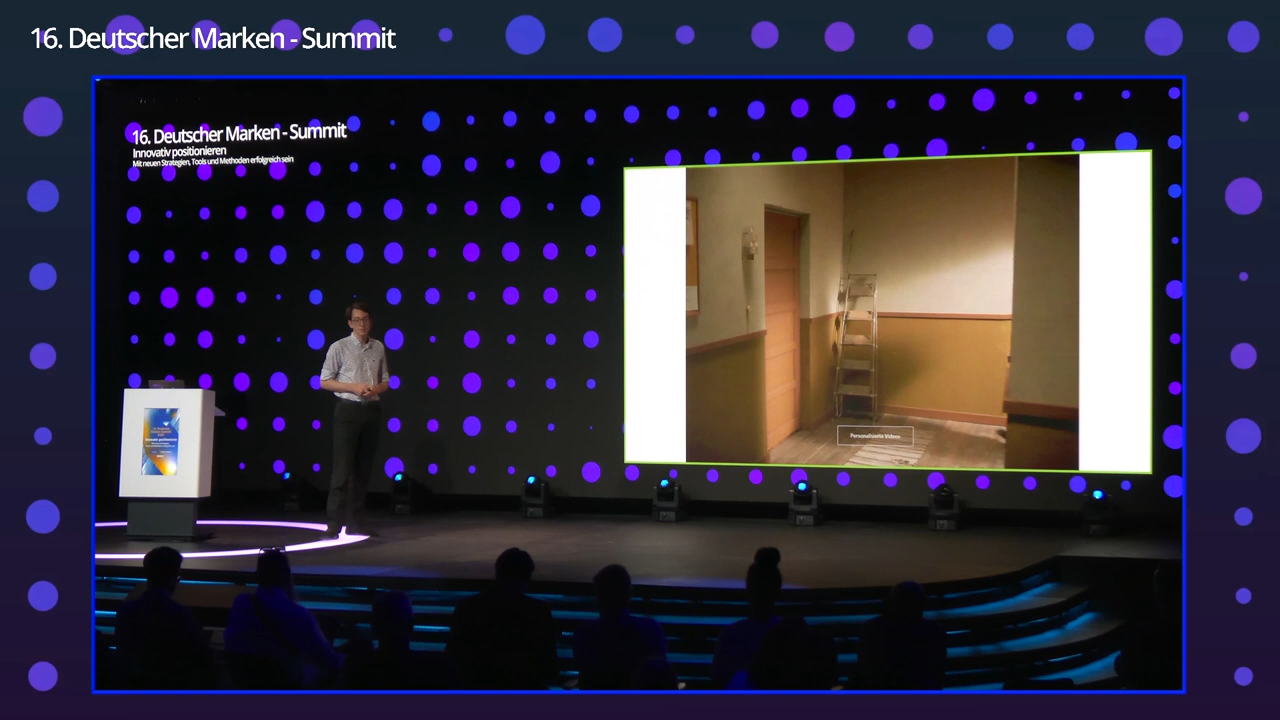 16. Deutscher Marken - Summit
16. Deutscher Marken - Summit
Innovativ positionieren
Mit neuen Strategien, Tools und Methoden erfolgreich sein
Personalisierte Videos